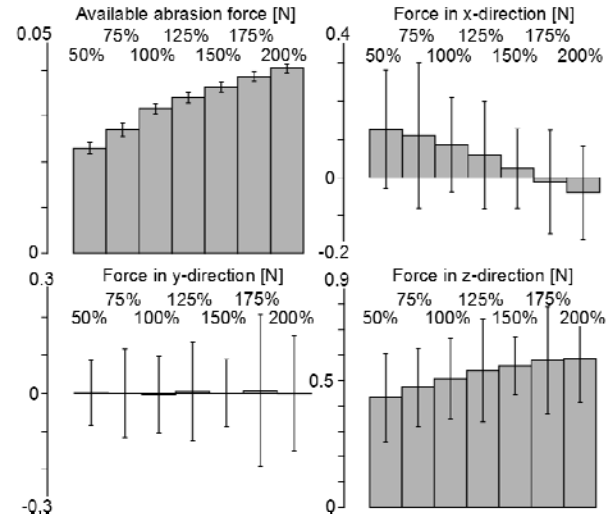 Available abrasion force [N]
0.05
75% 125% 175%
50% 100% 150% 200%
0
Force in x-direction [N]
0.4
75% 125% 175%
50% 100% 150% 200%
0
-0.2
Force in y-direction [N]
0.3
75% 125% 175%
50% 100% 150% 200%
0
-0.3
Force in z-direction [N]
0.9
75% 125% 175%
50% 100% 150% 200%
0.5
0